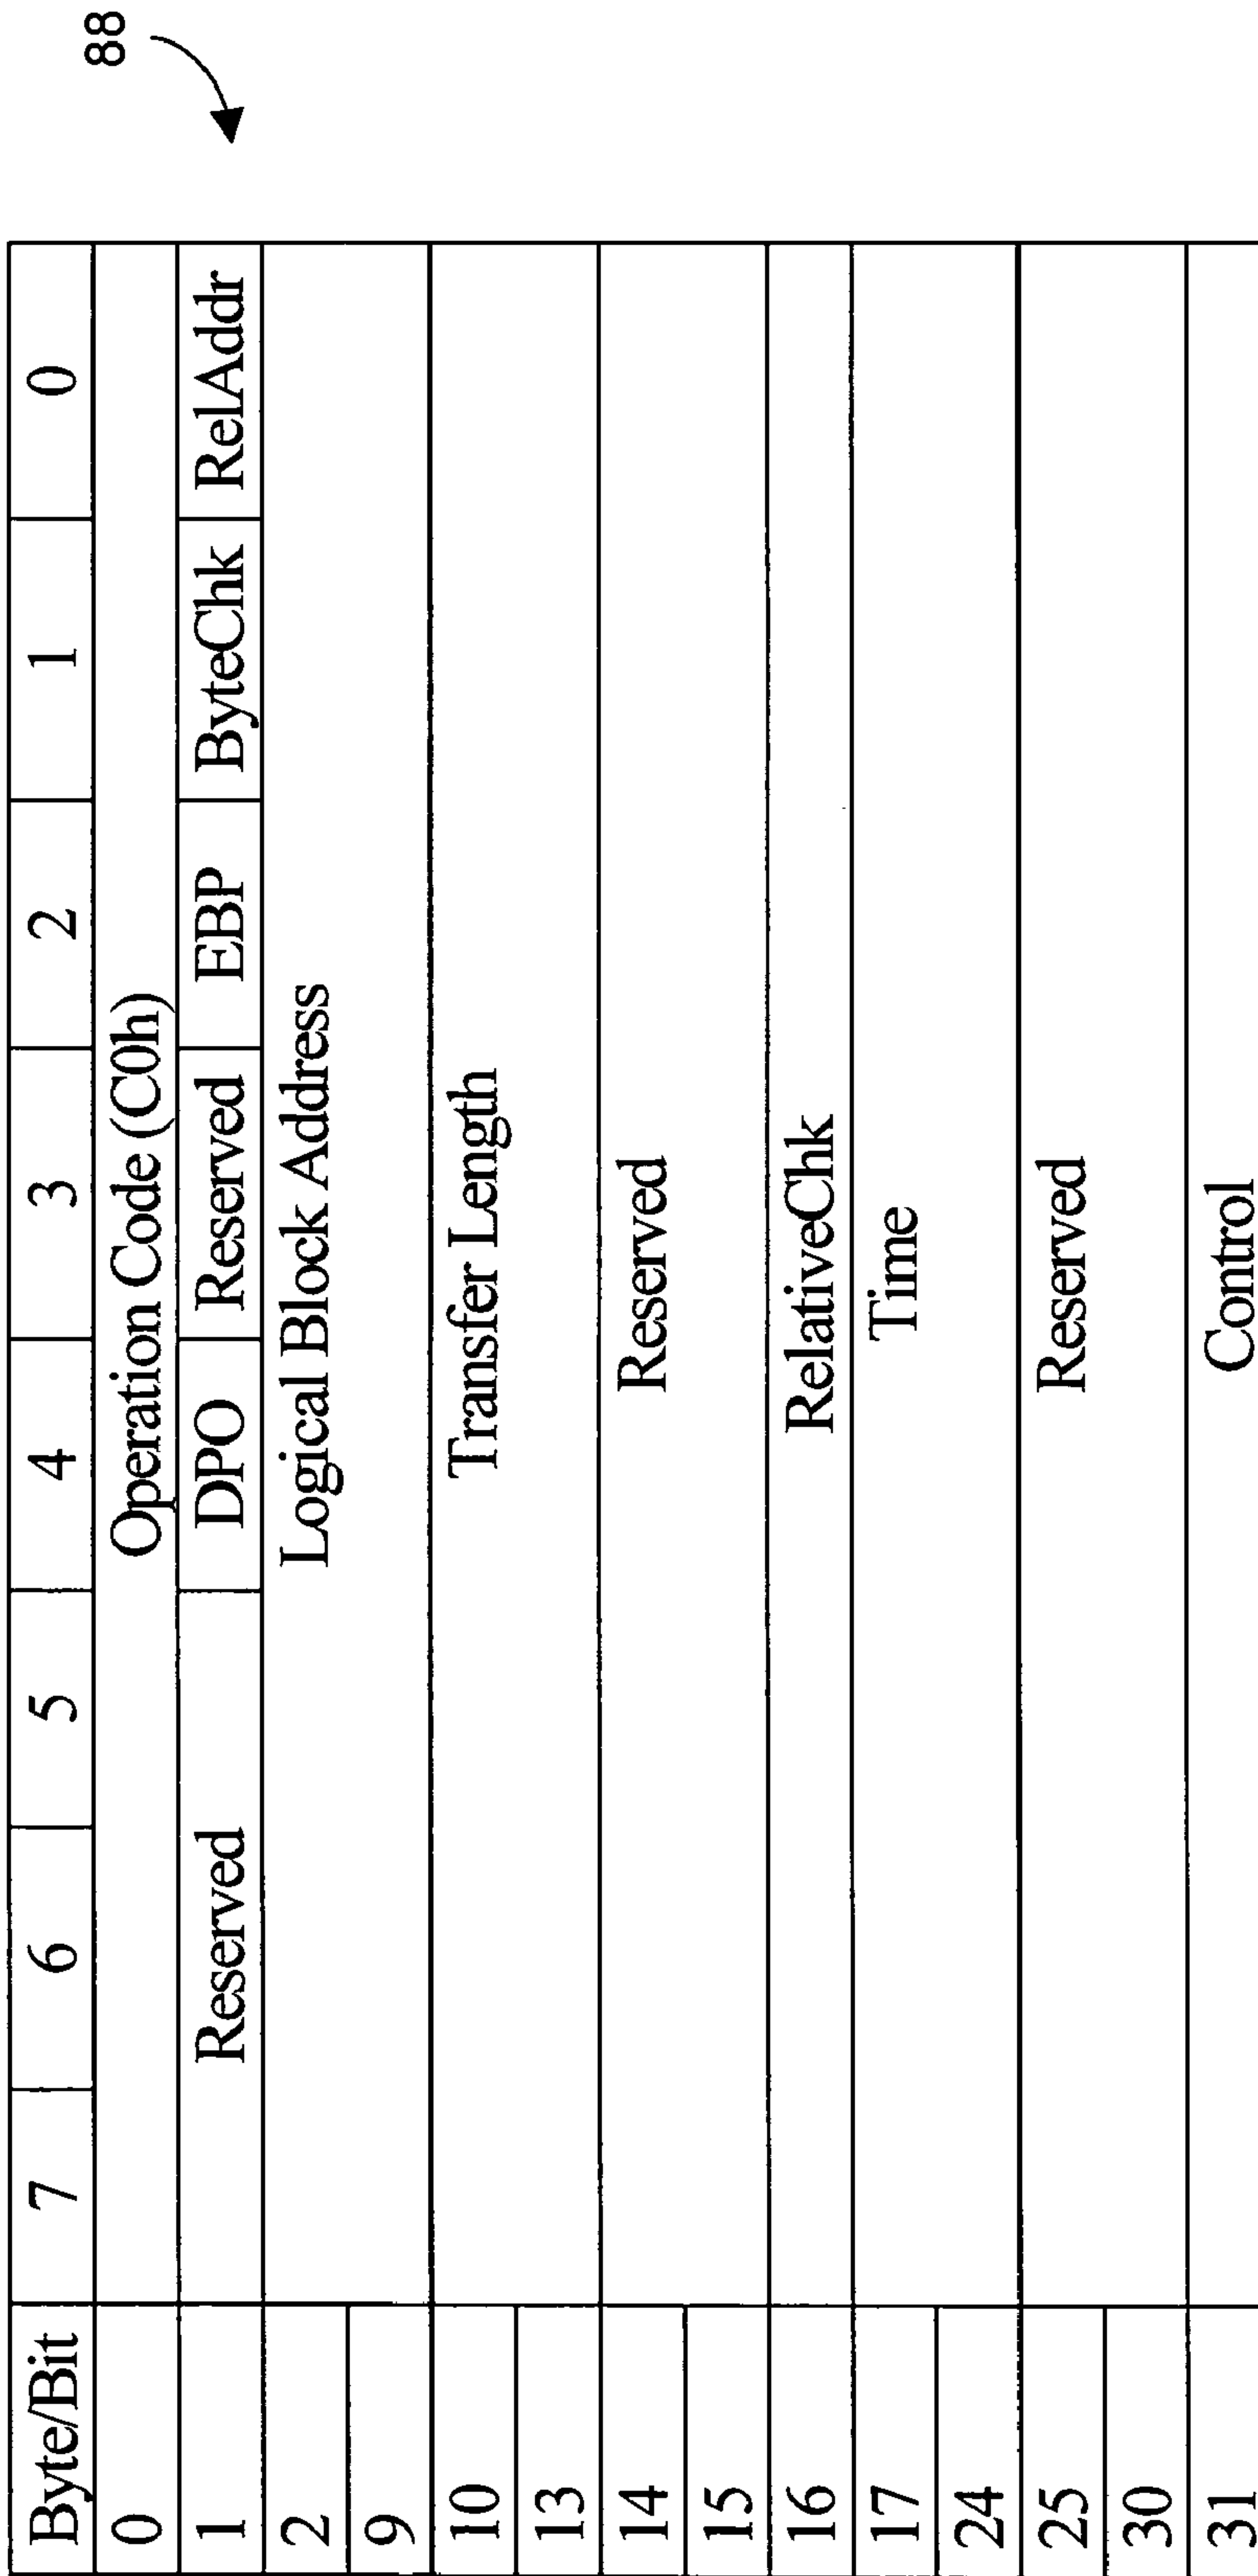 88
Byte/Bit 7 6 5 4 3 2 1 0
0 Operation Code (C0h)
1 Reserved DPO Reserved EBP ByteChk RelAddr
2 Logical Block Address
9
10 Transfer Length
13
14 Reserved
15
16 RelativeChk
17 Time
24
25 Reserved
30
31 Control